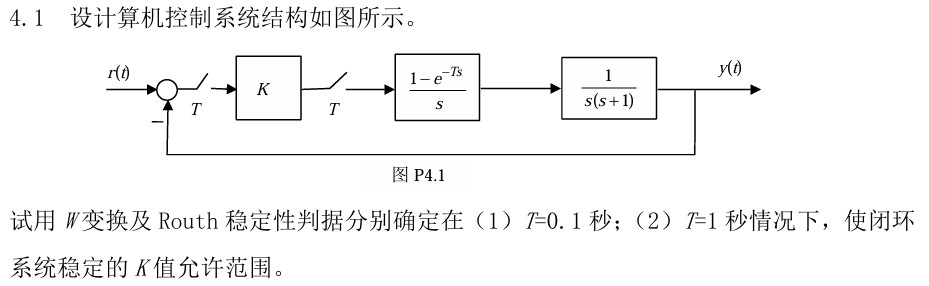 4.1 设计算机控制系统结构如图所示。
r(t) T K T 1-e^{-Ts} / s 1 / s(s+1) y(t)
−
图 P4.1
试用 W变换及 Routh 稳定性判据分别确定在（1）T=0.1 秒；（2）T=1 秒情况下，使闭环
系统稳定的 K值允许范围。